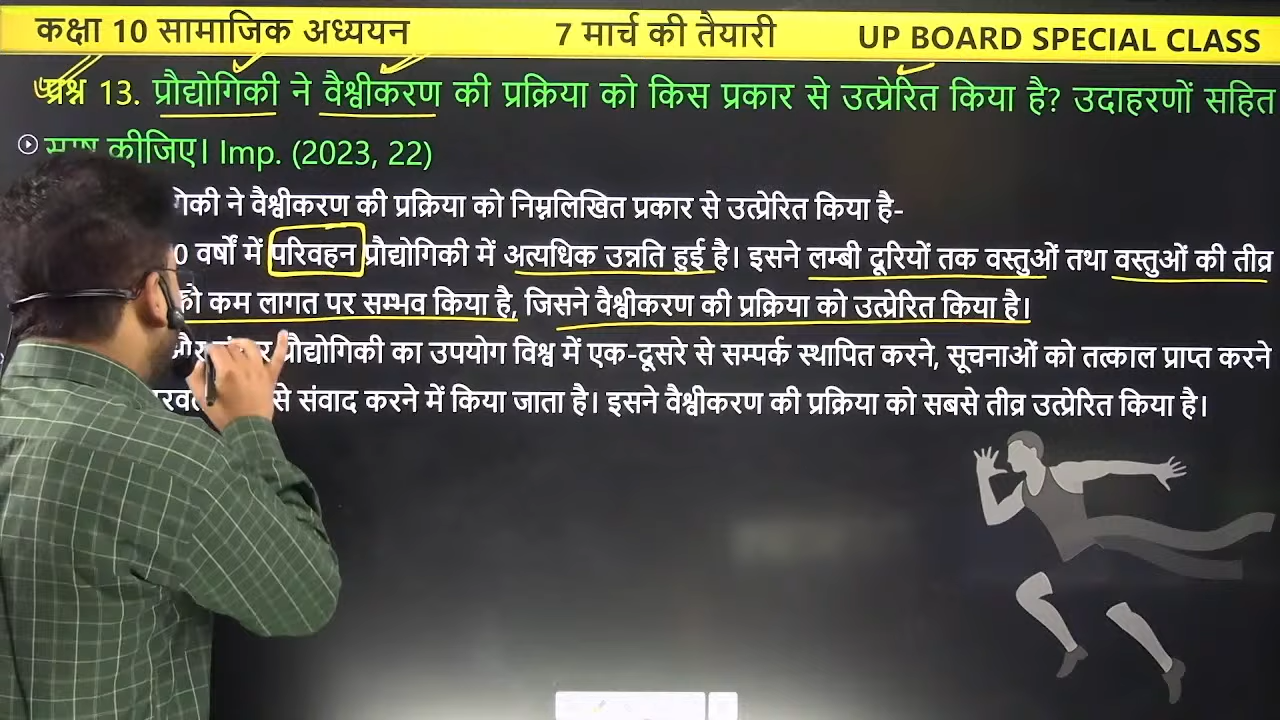 कक्षा 10 सामाजिक अध्ययन 7 मार्च की तैयारी UP BOARD SPECIAL CLASS
प्रश्न 13. प्रौद्योगिकी ने वैश्वीकरण की प्रक्रिया को किस प्रकार से उत्प्रेरित किया है? उदाहरणों सहित
कीजिए। Imp. (2023, 22)
गिकी ने वैश्वीकरण की प्रक्रिया को निम्नलिखित प्रकार से उत्प्रेरित किया है-
0 वर्षों में परिवहन प्रौद्योगिकी में अत्यधिक उन्नति हुई है। इसने लम्बी दूरियों तक वस्तुओं तथा वस्तुओं की तीव्र
कम लागत पर सम्भव किया है, जिसने वैश्वीकरण की प्रक्रिया को उत्प्रेरित किया है।
और प्रौद्योगिकी का उपयोग विश्व में एक-दूसरे से सम्पर्क स्थापित करने, सूचनाओं को तत्काल प्राप्त करने
से संवाद करने में किया जाता है। इसने वैश्वीकरण की प्रक्रिया को सबसे तीव्र उत्प्रेरित किया है।